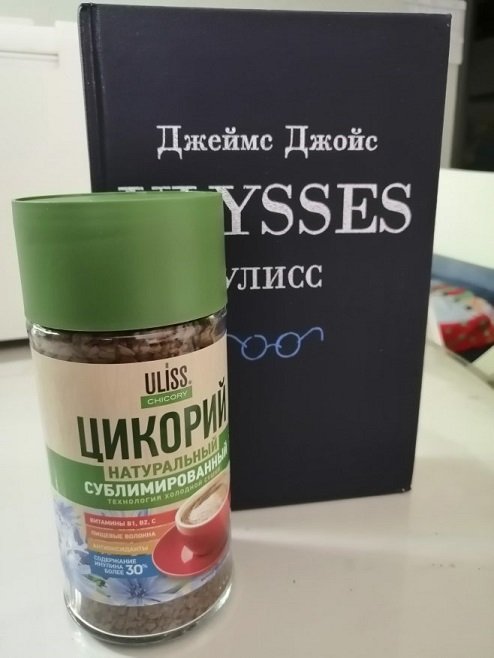 Джеймс Джойс
ULYSSES
УЛИСС
ULISS
CHICORY
ЦИКОРИЙ
НАТУРАЛЬНЫЙ
СУБЛИМИРОВАННЫЙ
ТЕХНОЛОГИЯ ХОЛОДНОЙ
ВИТАМИНЫ B1, B2, C
ПИЩЕВЫЕ ВОЛОКНА
АНТИОКСИДАНТЫ
СОДЕРЖАНИЕ
ИНУЛИНА
БОЛЕЕ 30%